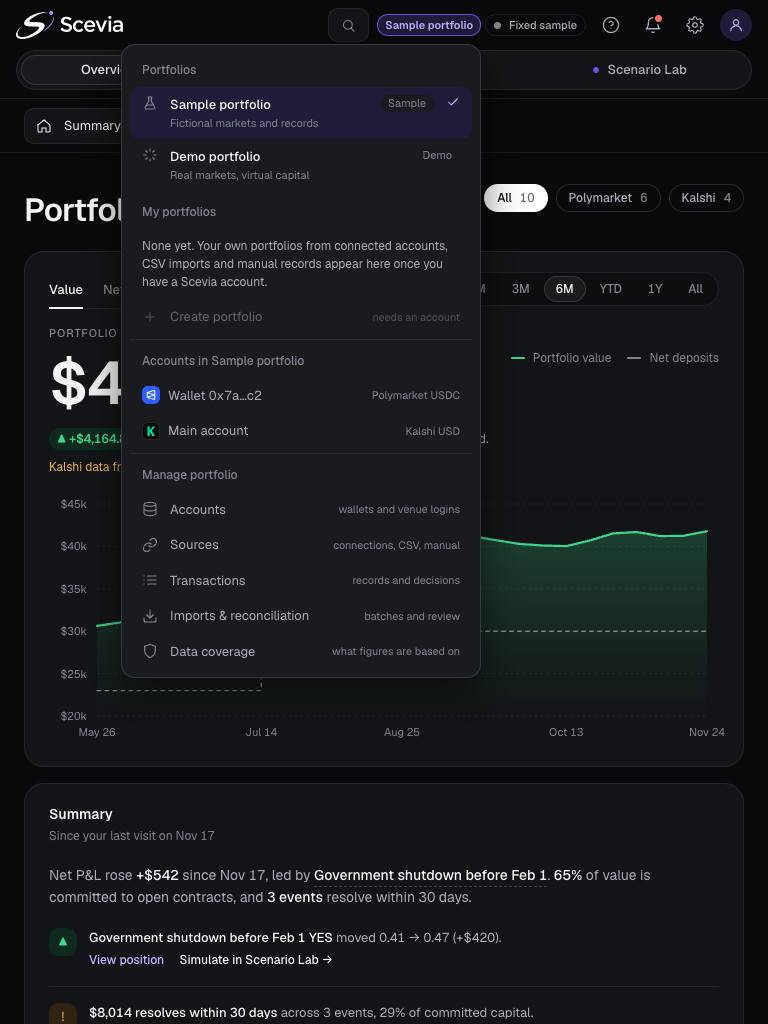 Scevia
Sample portfolio
Fixed sample
Scenario Lab
Summary
Portfolios
Sample portfolio Sample
Fictional markets and records
Demo portfolio Demo
Real markets, virtual capital
My portfolios
None yet. Your own portfolios from connected accounts,
CSV imports and manual records appear here once you
have a Scevia account.
Create portfolio needs an account
Accounts in Sample portfolio
Wallet 0x7a…c2 Polymarket USDC
Main account Kalshi USD
Manage portfolio
Accounts wallets and venue logins
Sources connections, CSV, manual
Transactions records and decisions
Imports & reconciliation batches and review
Data coverage what figures are based on
All 10 Polymarket 6 Kalshi 4
Value
3M 6M YTD 1Y All
PORTFOLIO
Portfolio value Net deposits
$4
Kalshi data
$45k
$40k
$35k
$30k
$25k
$20k
May 26 Jul 14 Aug 25 Oct 13 Nov 24
Summary
Since your last visit on Nov 17
Net P&L rose +$542 since Nov 17, led by Government shutdown before Feb 1. 65% of value is
committed to open contracts, and 3 events resolve within 30 days.
Government shutdown before Feb 1 YES moved 0.41 → 0.47 (+$420).
View position Simulate in Scenario Lab →
! $8,014 resolves within 30 days across 3 events, 29% of committed capital.